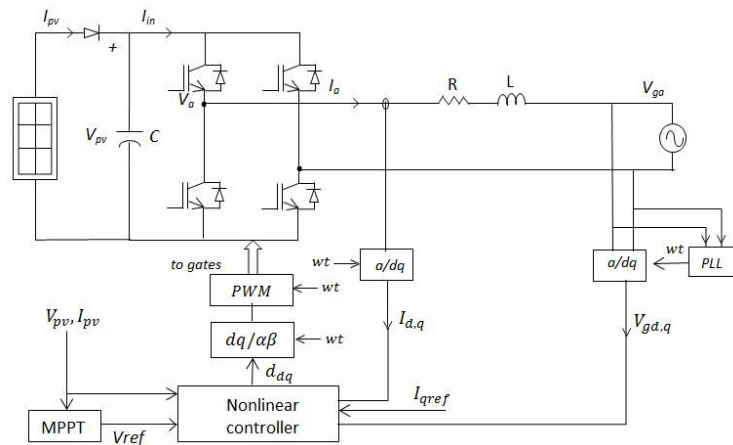 I_pv
I_in
+
V_pv
C
V_a
I_a
R
L
V_ga
to gates
wt
a/dq
wt
a/dq
PLL
PWM
wt
I_d,q
V_gd,q
V_pv, I_pv
dq/αβ
wt
d_dq
I_qref
MPPT
Vref
Nonlinear
controller